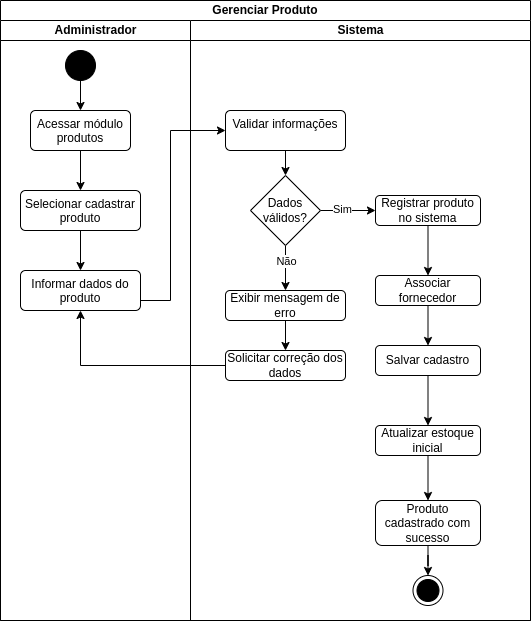 Gerenciar Produto
Administrador
Sistema
Acessar módulo
produtos
Selecionar cadastrar
produto
Informar dados do
produto
Validar informações
Dados
válidos?
Sim
Não
Exibir mensagem de
erro
Solicitar correção dos
dados
Registrar produto
no sistema
Associar
fornecedor
Salvar cadastro
Atualizar estoque
inicial
Produto
cadastrado com
sucesso